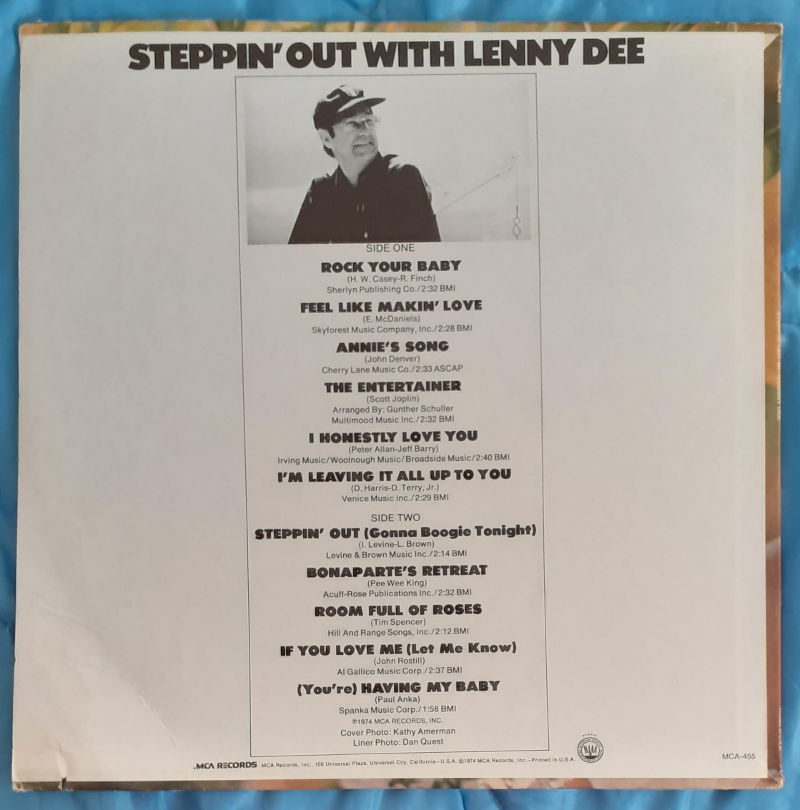 STEPPIN' OUT WITH LENNY DEE
SIDE ONE
ROCK YOUR BABY
(H. W. Casey-R. Finch)
Sherlyn Publishing Co./2:32 BMI
FEEL LIKE MAKIN' LOVE
(E. McDaniels)
Skyforest Music Company, Inc./2:28 BMI
ANNIE'S SONG
(John Denver)
Cherry Lane Music Co./2:33 ASCAP
THE ENTERTAINER
(Scott Joplin)
Arranged By: Gunther Schuller
Multimood Music Inc./2:32 BMI
I HONESTLY LOVE YOU
(Peter Allan-Jeff Barry)
Irving Music/Woolnough Music/Broadside Music/2:40 BMI
I'M LEAVING IT ALL UP TO YOU
(D. Harris-D. Terry, Jr.)
Venice Music Inc./2:29 BMI
SIDE TWO
STEPPIN' OUT (Gonna Boogie Tonight)
(I. Levine-L. Brown)
Levine & Brown Music Inc./2:14 BMI
BONAPARTE'S RETREAT
(Pee Wee King)
Acuff-Rose Publications Inc./2:32 BMI
ROOM FULL OF ROSES
(Tim Spencer)
Hill And Range Songs, Inc./2:12 BMI
IF YOU LOVE ME (Let Me Know)
(John Rostill)
Al Gallico Music Corp./2:37 BMI
(You're) HAVING MY BABY
(Paul Anka)
Spanka Music Corp./1:58 BMI
℗1974 MCA RECORDS, INC.
Cover Photo: Kathy Amerman
Liner Photo: Dan Quest
.MCA RECORDS MCA Records, Inc., 100 Universal Plaza, Universal City, California—U.S.A. ©1974 MCA Records, Inc.-Printed in U.S.A.
MCA-455